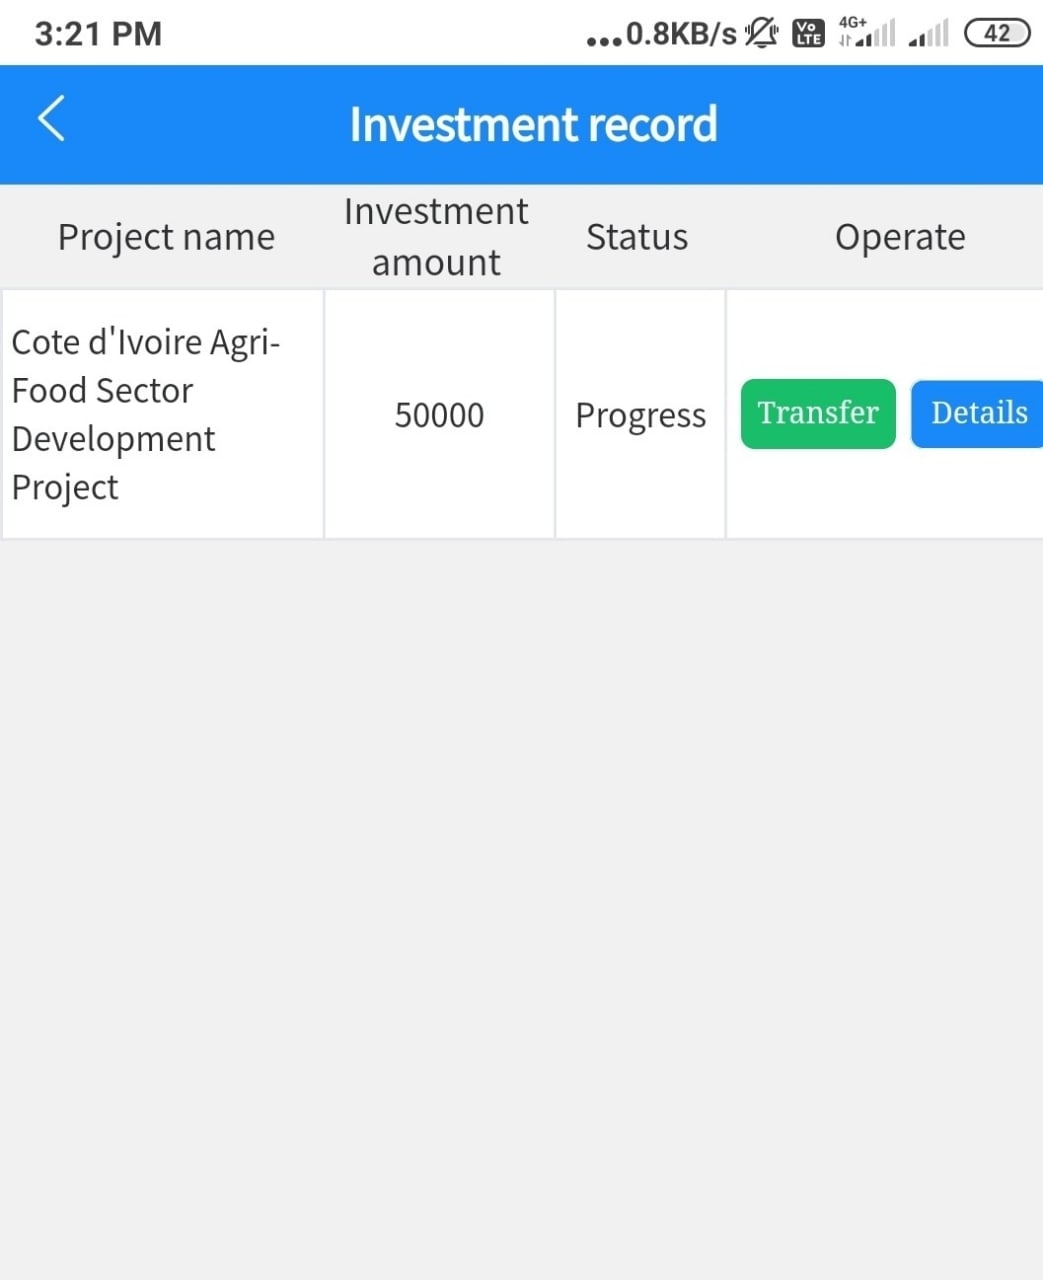 3:21 PM ...0.8KB/s Vo LTE 4G+ 42
Investment record
Project name Investment amount Status Operate
Cote d'Ivoire Agri-
Food Sector
Development
Project
50000
Progress
Transfer
Details